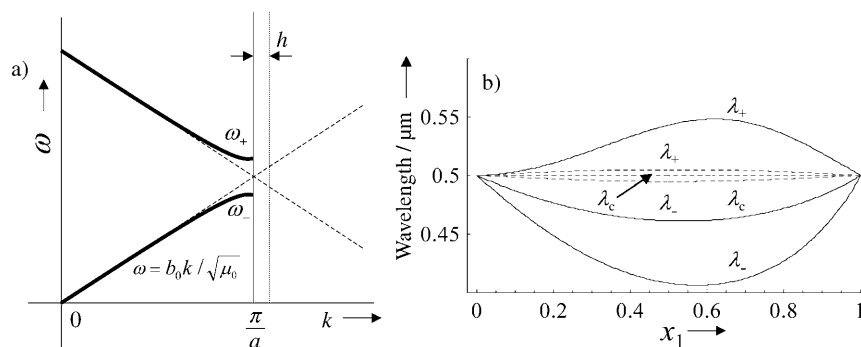 a)
h
ω
ω₊
ω₋
ω = b₀k / √μ₀
0
π/a
k
b)
Wavelength / μm
0.55
0.5
0.45
λ₊
λ₊
λc
λ₋
λc
λ₋
0 0.2 0.4 0.6 0.8 1
x₁